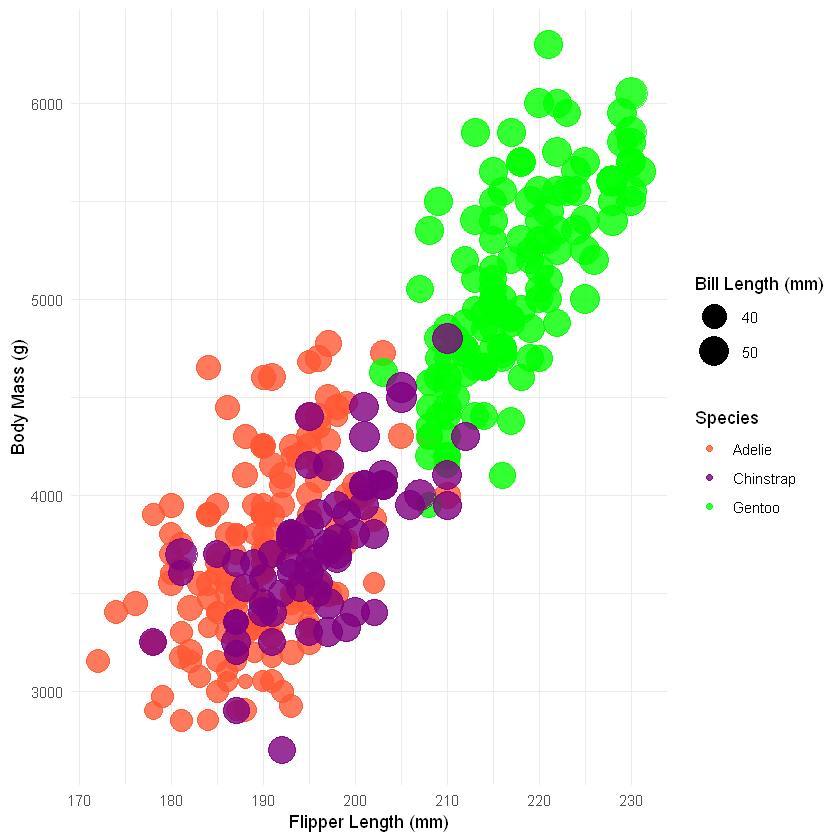 6000
5000
4000
3000
Body Mass (g)
170 180 190 200 210 220 230
Flipper Length (mm)
Bill Length (mm)
40
50
Species
Adelie
Chinstrap
Gentoo